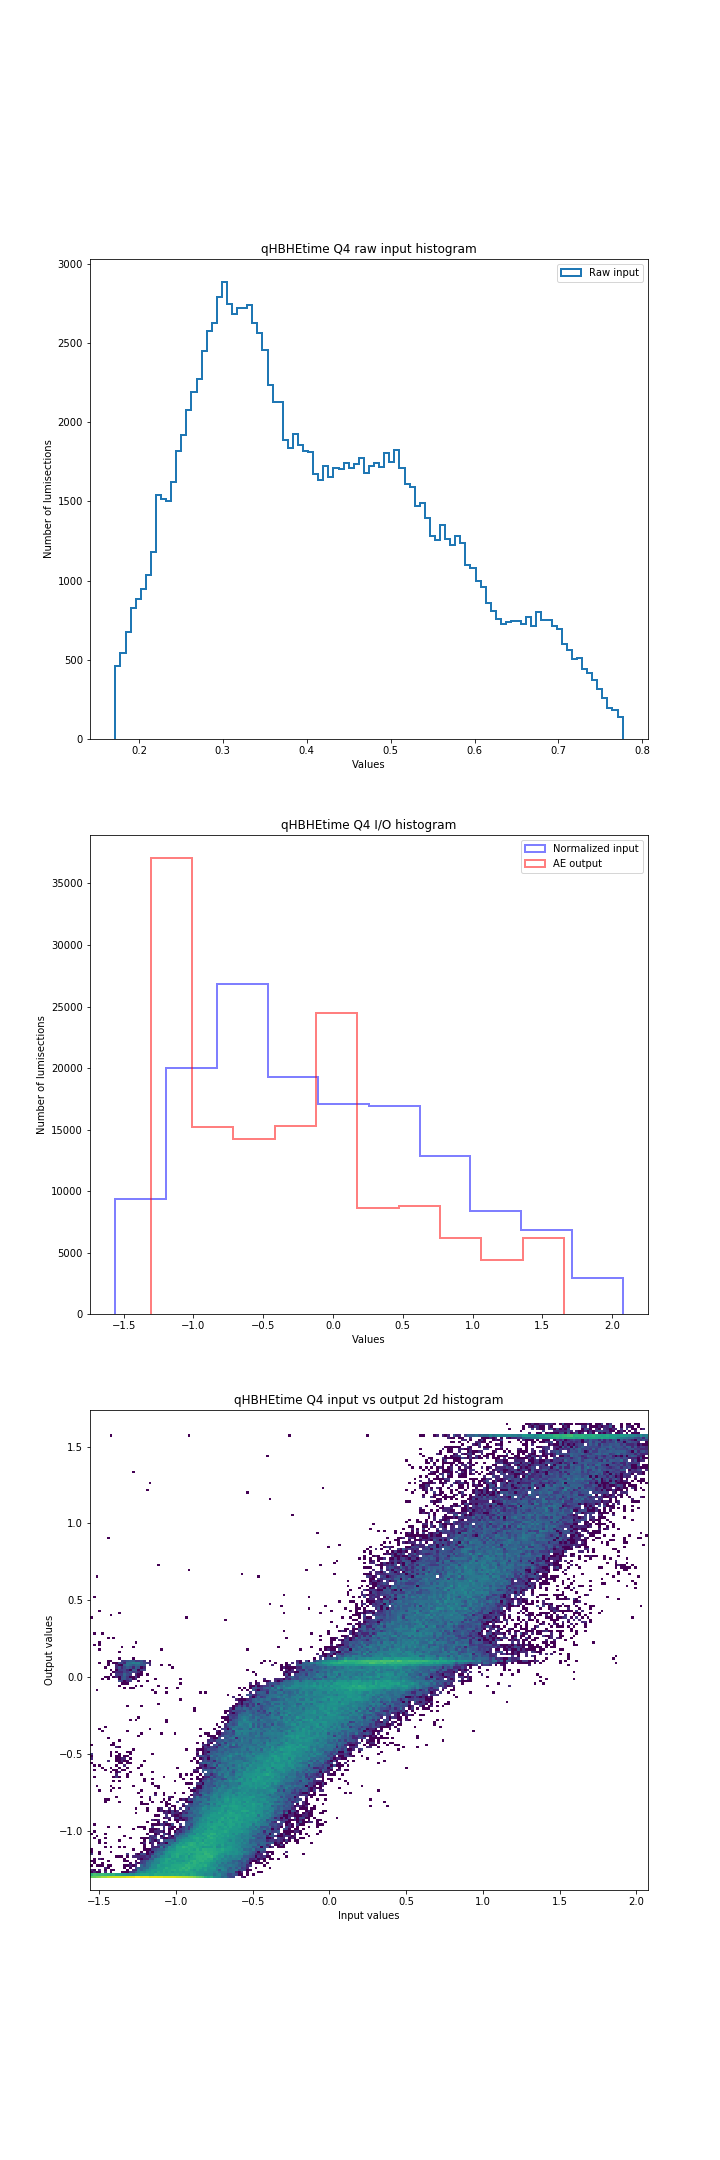 qHBHEtime Q4 raw input histogram
3000
2500
2000
1500
1000
500
0
Number of lumisections
Raw input
0.2 0.3 0.4 0.5 0.6 0.7 0.8
Values
qHBHEtime Q4 I/O histogram
35000
30000
25000
20000
15000
10000
5000
0
Number of lumisections
Normalized input
AE output
−1.5 −1.0 −0.5 0.0 0.5 1.0 1.5 2.0
Values
qHBHEtime Q4 input vs output 2d histogram
1.5
1.0
0.5
0.0
−0.5
−1.0
Output values
−1.5 −1.0 −0.5 0.0 0.5 1.0 1.5 2.0
Input values